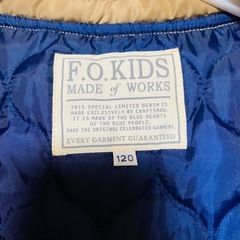 F.O.KIDS
MADE of WORKS
THIS SPECIAL LIMITED DENIM IS
MADE EXCLUSIVELY BY CRAFTSMAN.
IT IS MADE OF THE BLUE HEARTS
OF THE BLUE PEOPLE.
TAKE THE ORIGINAL CELEBRATED GARMENT.
EVERY GARMENT GUARANTEED
120